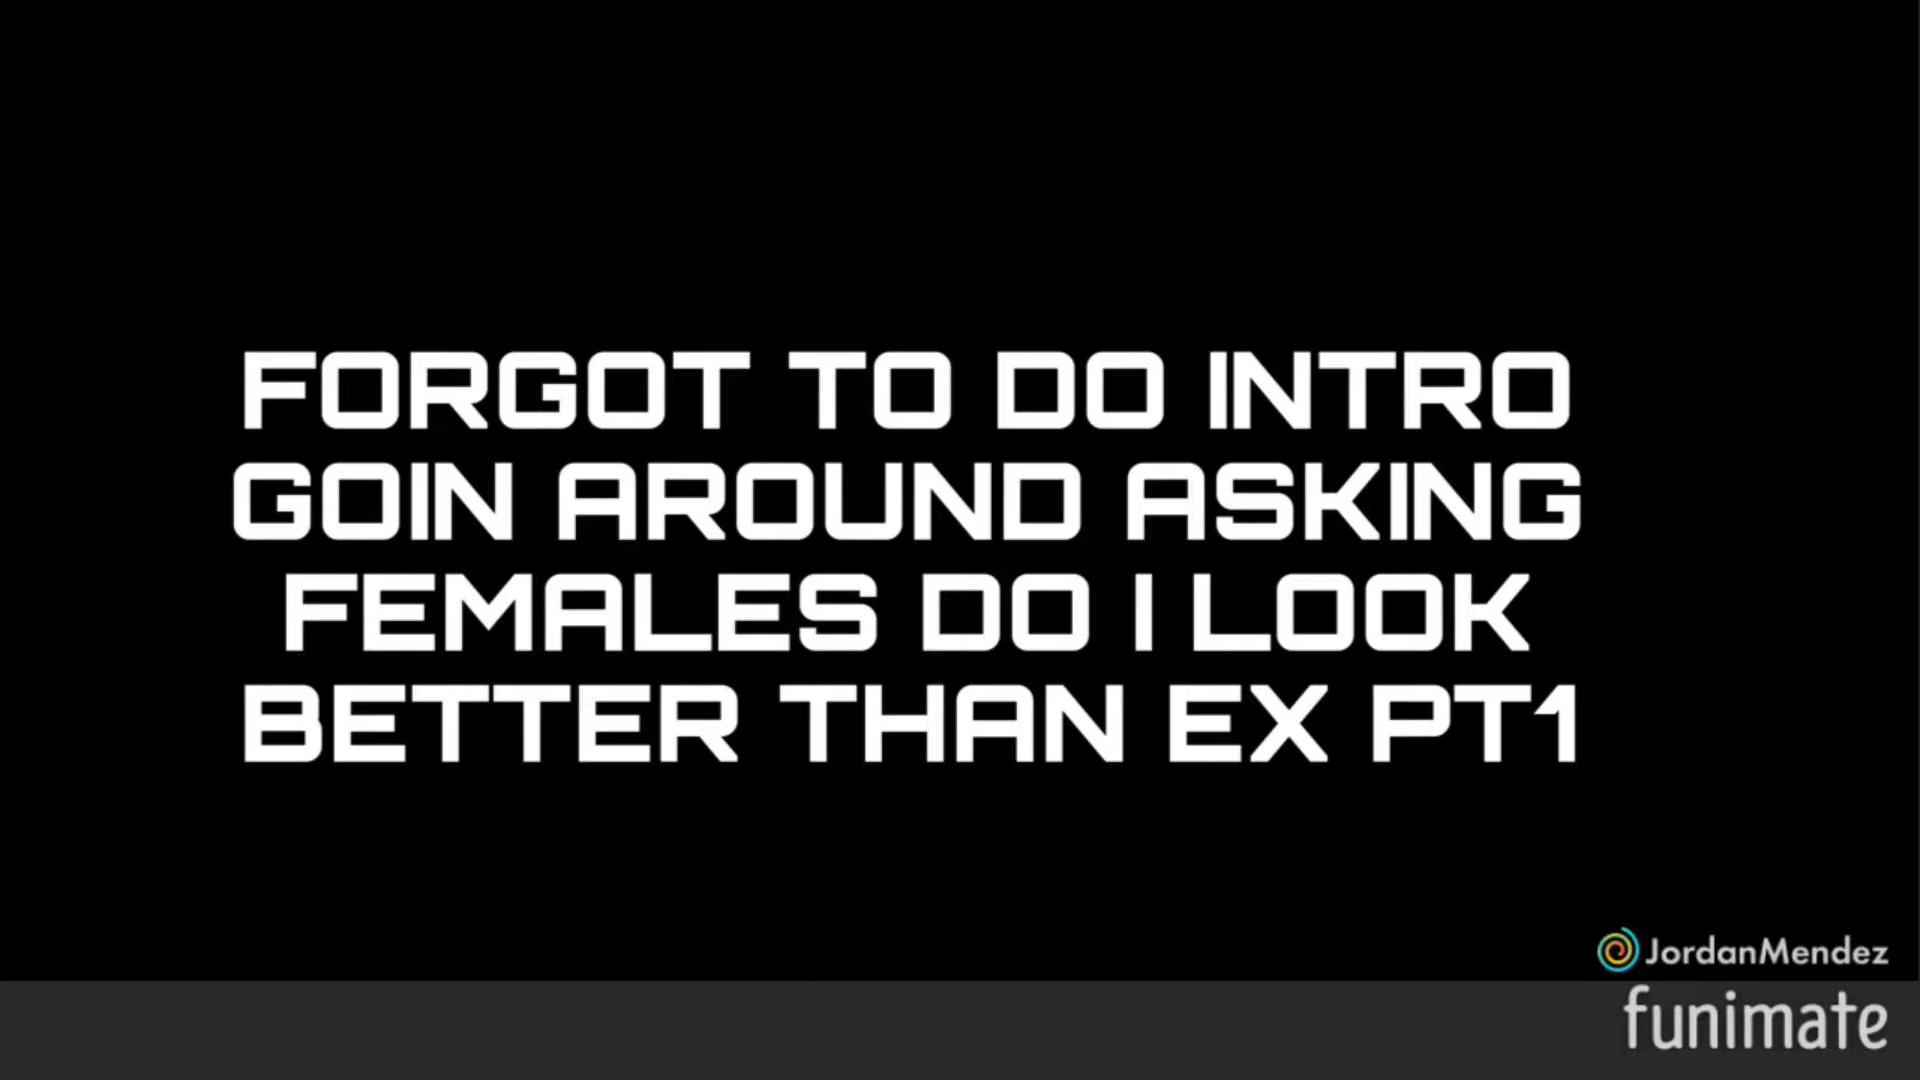 FORGOT TO DO INTRO
GOIN AROUND ASKING
FEMALES DO I LOOK
BETTER THAN EX PT1
JordanMendez
funimate